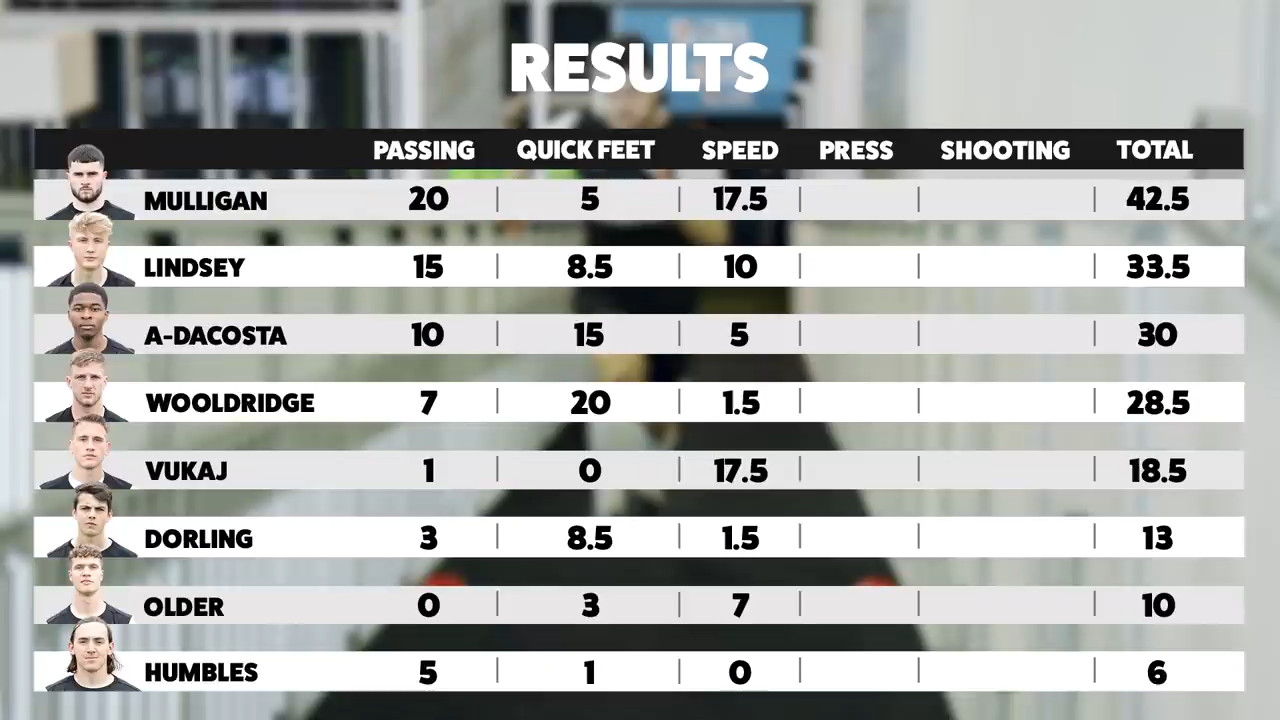 RESULTS
PASSING QUICK FEET SPEED PRESS SHOOTING TOTAL
MULLIGAN 20 5 17.5 42.5
LINDSEY 15 8.5 10 33.5
A-DACOSTA 10 15 5 30
WOOLDRIDGE 7 20 1.5 28.5
VUKAJ 1 0 17.5 18.5
DORLING 3 8.5 1.5 13
OLDER 0 3 7 10
HUMBLES 5 1 0 6